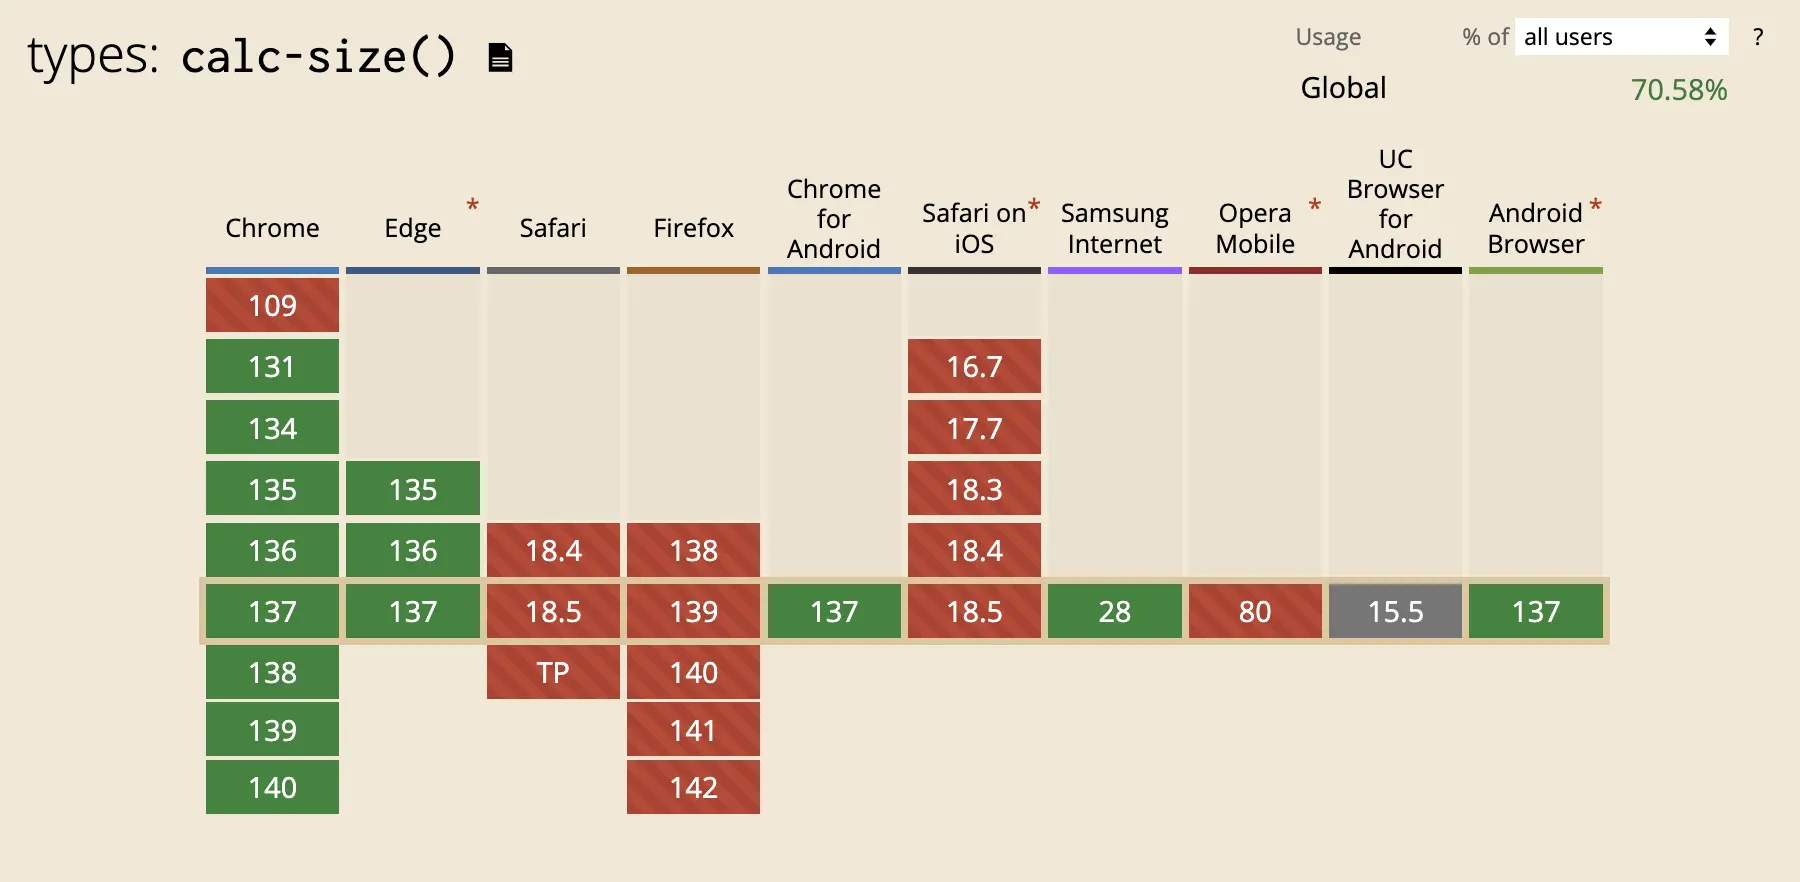 types: calc-size()
Usage % of all users ?
Global 70.58%
Chrome
Edge *
Safari
Firefox
Chrome
for
Android
Safari on *
iOS
Samsung
Internet
Opera *
Mobile
UC
Browser
for
Android
Android *
Browser
109
131 16.7
134 17.7
135 135 18.3
136 136 18.4 138 18.4
137 137 18.5 139 137 18.5 28 80 15.5 137
138 TP 140
139 141
140 142